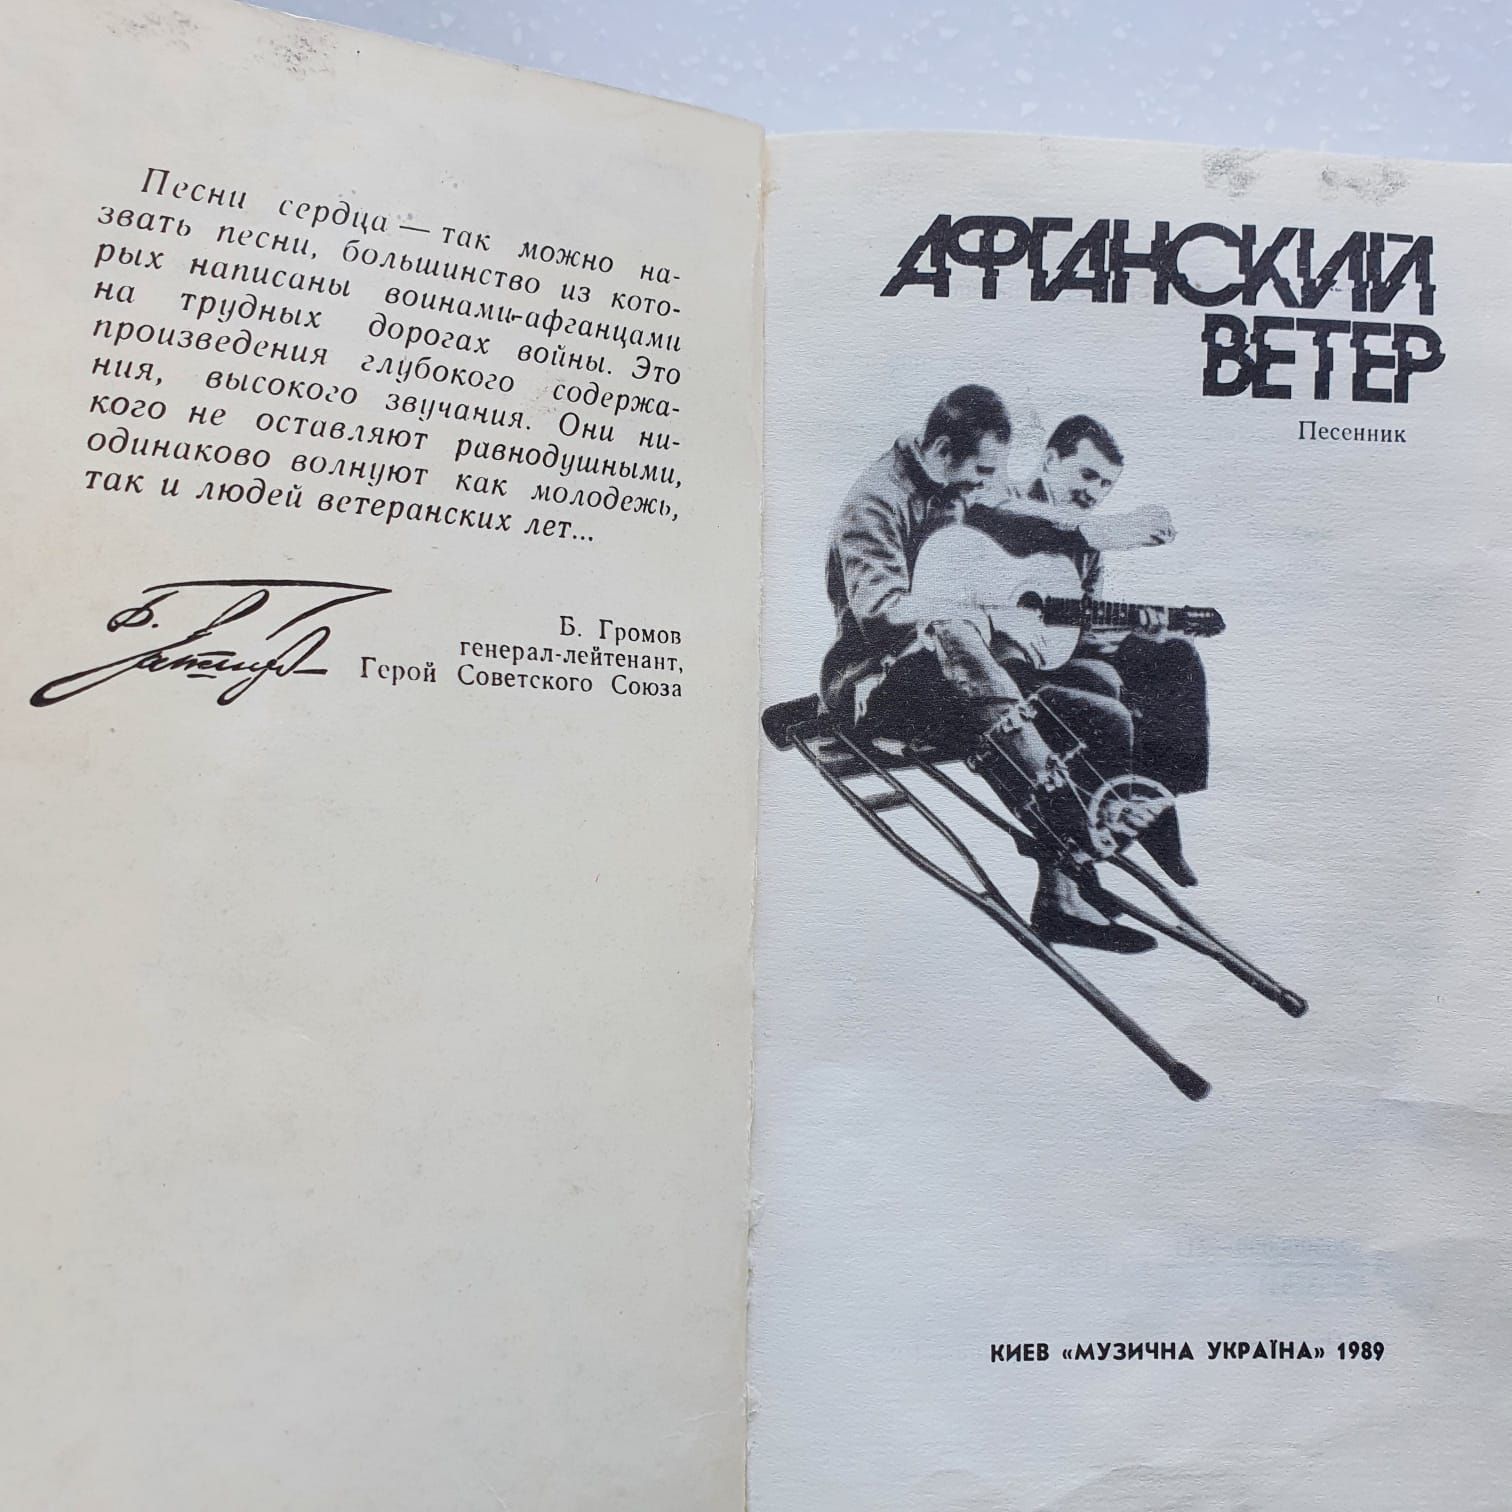 Песни сердца — так можно на-
звать песни, большинство из кото-
рых написаны воинами-афганцами
на трудных дорогах войны. Это
произведения глубокого содержа-
ния, высокого звучания. Они ни-
кого не оставляют равнодушными,
одинаково волнуют как молодежь,
так и людей ветеранских лет...
Б. Громов
генерал-лейтенант,
Герой Советского Союза
АФГАНСКИЙ
ВЕТЕР
Песенник
КИЕВ «МУЗИЧНА УКРАЇНА» 1989